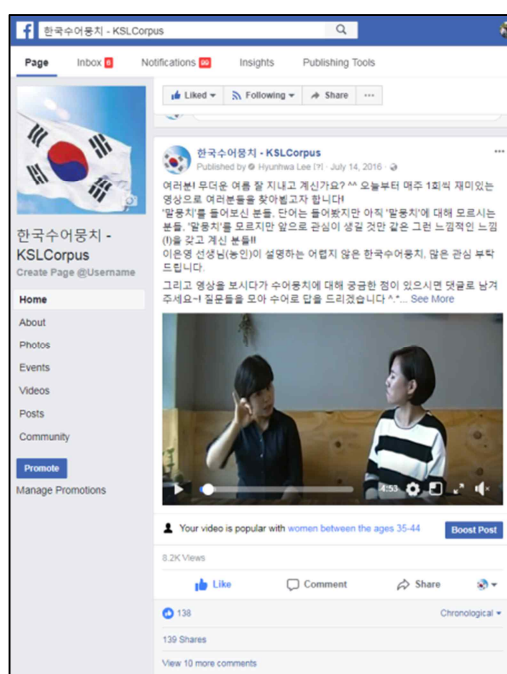 한국수어뭉치 - KSLCorpus
Page Inbox 6 Notifications 99 Insights Publishing Tools
Liked Following Share ...
한국수어뭉치 - KSLCorpus
Published by Hyunhwa Lee [?] · July 14, 2016 ·
여러분! 무더운 여름 잘 지내고 계신가요? ^^ 오늘부터 매주 1회씩 재미있는
영상으로 여러분들을 찾아뵙고자 합니다!
'말뭉치'를 들어보신 분들, 단어는 들어봤지만 아직 '말뭉치'에 대해 모르시는
분들, '말뭉치'를 모르지만 앞으로 관심이 생길 것만 같은 그런 느낌적인 느낌
(!)을 갖고 계신 분들!!
이은영 선생님(농인)이 설명하는 어렵지 않은 한국수어뭉치, 많은 관심 부탁
드립니다.
그리고 영상을 보시다가 수어뭉치에 대해 궁금한 점이 있으시면 댓글로 남겨
주세요~! 질문들을 모아 수어로 답을 드리겠습니다 ^.*... See More
한국수어뭉치 -
KSLCorpus
Create Page @Username
Home
About
Photos
Events
Videos
Posts
Community
Promote
Manage Promotions
4:53
Your video is popular with women between the ages 35-44 Boost Post
8.2K Views
Like Comment Share
138 Chronological
139 Shares
View 10 more comments